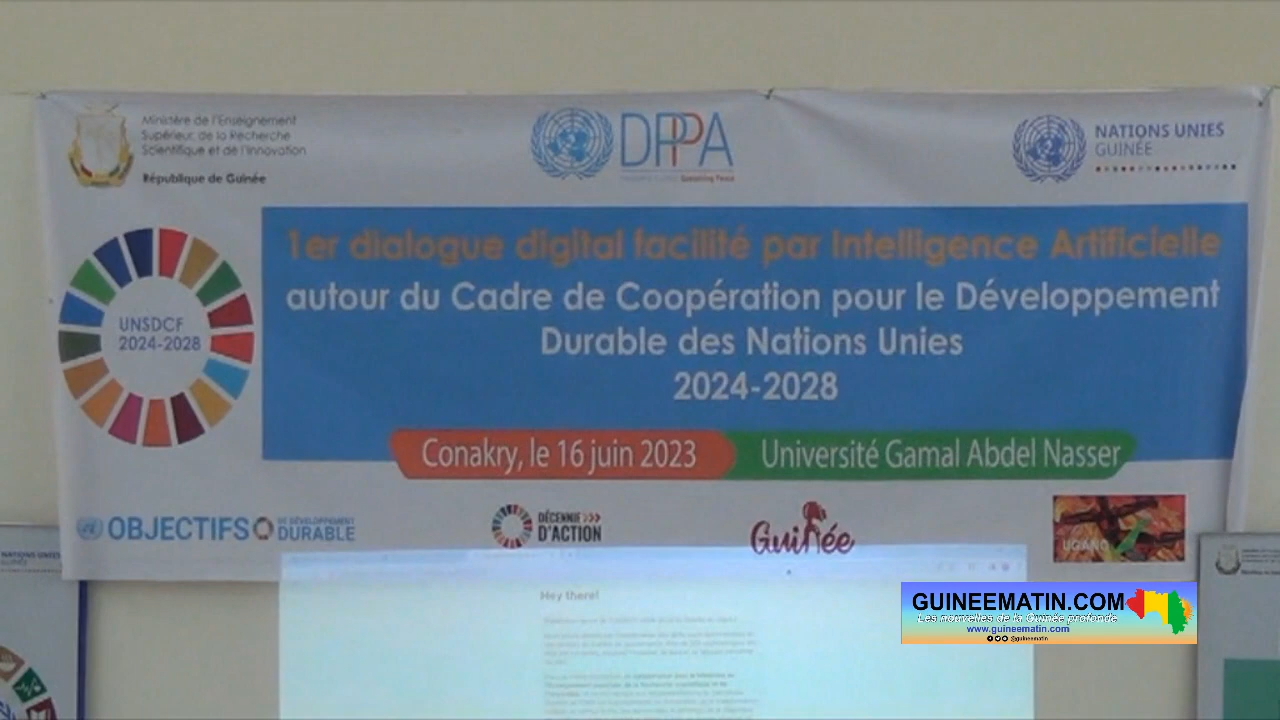 Ministère de l'Enseignement
Supérieur, de la Recherche
Scientifique et de l'Innovation
République de Guinée
DPPA
NATIONS UNIES
GUINÉE
1er dialogue digital facilité par Intelligence Artificielle
autour du Cadre de Coopération pour le Développement
Durable des Nations Unies
2024-2028
UNSDCF
2024-2028
Conakry, le 16 juin 2023
Université Gamal Abdel Nasser
OBJECTIFS
DE DÉVELOPPEMENT
DURABLE
DÉCENNIE
D'ACTION
Guinée
UGANC
NATIONS UNIES
Hey there!
GUINEEMATIN.COM
Les nouvelles de la Guinée profonde
www.guineematin.com
@guineematin